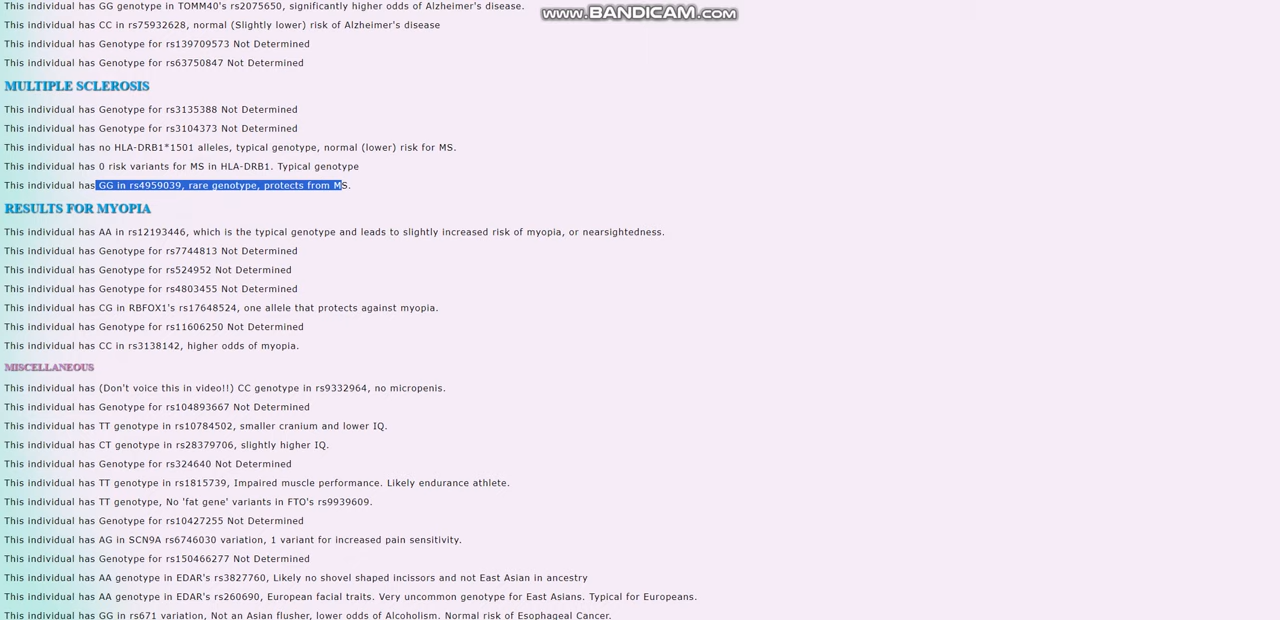 This individual has GG genotype in TOMM40's rs2075650, significantly higher odds of Alzheimer's disease.
www.BANDICAM.com
This individual has CC in rs75932628, normal (Slightly lower) risk of Alzheimer's disease
This individual has Genotype for rs139709573 Not Determined
This individual has Genotype for rs63750847 Not Determined
MULTIPLE SCLEROSIS
This individual has Genotype for rs3135388 Not Determined
This individual has Genotype for rs3104373 Not Determined
This individual has no HLA-DRB1*1501 alleles, typical genotype, normal (lower) risk for MS.
This individual has 0 risk variants for MS in HLA-DRB1. Typical genotype
This individual has GG in rs4959039, rare genotype, protects from MS.
RESULTS FOR MYOPIA
This individual has AA in rs12193446, which is the typical genotype and leads to slightly increased risk of myopia, or nearsightedness.
This individual has Genotype for rs7744813 Not Determined
This individual has Genotype for rs524952 Not Determined
This individual has Genotype for rs4803455 Not Determined
This individual has CG in RBFOX1's rs17648524, one allele that protects against myopia.
This individual has Genotype for rs11606250 Not Determined
This individual has CC in rs3138142, higher odds of myopia.
MISCELLANEOUS
This individual has (Don't voice this in video!!) CC genotype in rs9332964, no micropenis.
This individual has Genotype for rs104893667 Not Determined
This individual has TT genotype in rs10784502, smaller cranium and lower IQ.
This individual has CT genotype in rs28379706, slightly higher IQ.
This individual has Genotype for rs324640 Not Determined
This individual has TT genotype in rs1815739, Impaired muscle performance. Likely endurance athlete.
This individual has TT genotype, No 'fat gene' variants in FTO's rs9939609.
This individual has Genotype for rs10427255 Not Determined
This individual has AG in SCN9A rs6746030 variation, 1 variant for increased pain sensitivity.
This individual has Genotype for rs150466277 Not Determined
This individual has AA genotype in EDAR's rs3827760, Likely no shovel shaped incissors and not East Asian in ancestry
This individual has AA genotype in EDAR's rs260690, European facial traits. Very uncommon genotype for East Asians. Typical for Europeans.
This individual has GG in rs671 variation, Not an Asian flusher, lower odds of Alcoholism. Normal risk of Esophageal Cancer.